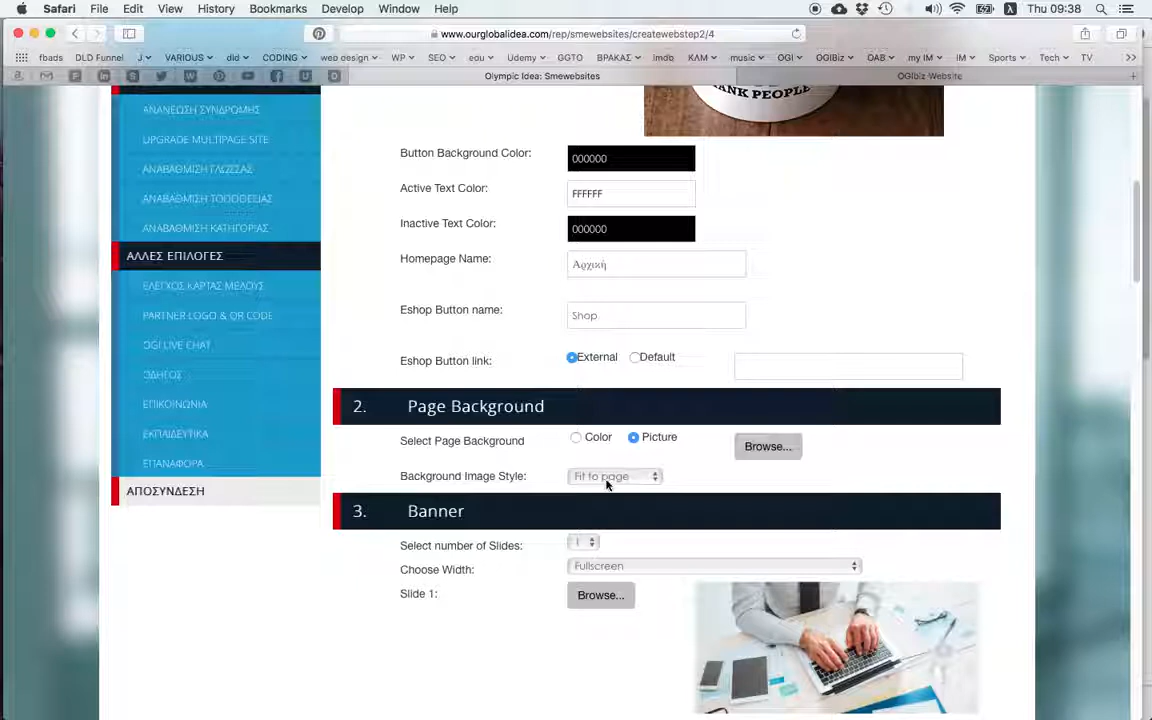 Safari File Edit View History Bookmarks Develop Window Help Thu 09:38
www.ourglobalidea.com/rep/smewebsites/createwebstep2/4
fbads DLD Funnel J VARIOUS did CODING web design WP SEO edu Udemy GGTO ΒΡΑΚΑΣ Imdb ΚΑΜ music OGI OGIBiz OAB my IM IM Sports Tech TV
Olympic Idea: Smewebsites OGIbiz-Website
ANK PEOPLE
ΑΝΑΝΕΩΣΗ ΣΥΝΔΡΟΜΗΣ
UPGRADE MULTIPAGE SITE
ΑΝΑΒΑΘΜΙΣΗ ΓΛΩΣΣΑΣ
ΑΝΑΒΑΘΜΙΣΗ ΤΟΠΟΘΕΣΙΑΣ
ΑΝΑΒΑΘΜΙΣΗ ΚΑΤΗΓΟΡΙΑΣ
ΑΛΛΕΣ ΕΠΙΛΟΓΕΣ
ΕΛΕΓΧΟΣ ΚΑΡΤΑΣ ΜΕΛΟΥΣ
PARTNER LOGO & QR CODE
OGI LIVE CHAT
ΟΔΗΓΟΣ
ΕΠΙΚΟΙΝΩΝΙΑ
ΕΚΠΑΙΔΕΥΤΙΚΑ
ΕΠΑΝΑΦΟΡΑ
ΑΠΟΣΥΝΔΕΣΗ
Button Background Color: 000000
Active Text Color: FFFFFF
Inactive Text Color: 000000
Homepage Name: Αρχική
Eshop Button name: Shop
Eshop Button link: External Default
2. Page Background
Select Page Background Color Picture Browse...
Background Image Style: Fit to page
3. Banner
Select number of Slides: 1
Choose Width: Fullscreen
Slide 1: Browse...